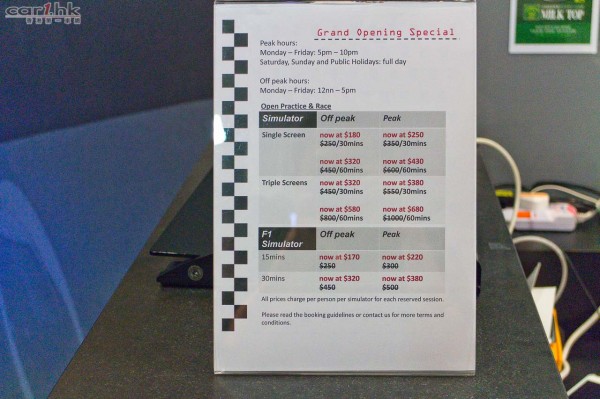 car1.hk
Grand Opening Special
Peak hours:
Monday – Friday: 5pm – 10pm
Saturday, Sunday and Public Holidays: full day
Off peak hours:
Monday – Friday: 12nn – 5pm
Open Practice & Race
Simulator Off peak Peak
Single Screen now at $180 now at $250
$250/30mins $350/30mins
now at $320 now at $430
$450/60mins $600/60mins
Triple Screens now at $320 now at $380
$450/30mins $550/30mins
now at $580 now at $680
$800/60mins $1000/60mins
F1 Off peak Peak
Simulator
15mins now at $170 now at $220
$250 $300
30mins now at $320 now at $380
$450 $500
All prices charge per person per simulator for each reserved session.
Please read the booking guidelines or contact us for more terms and
conditions.
MILK TOP